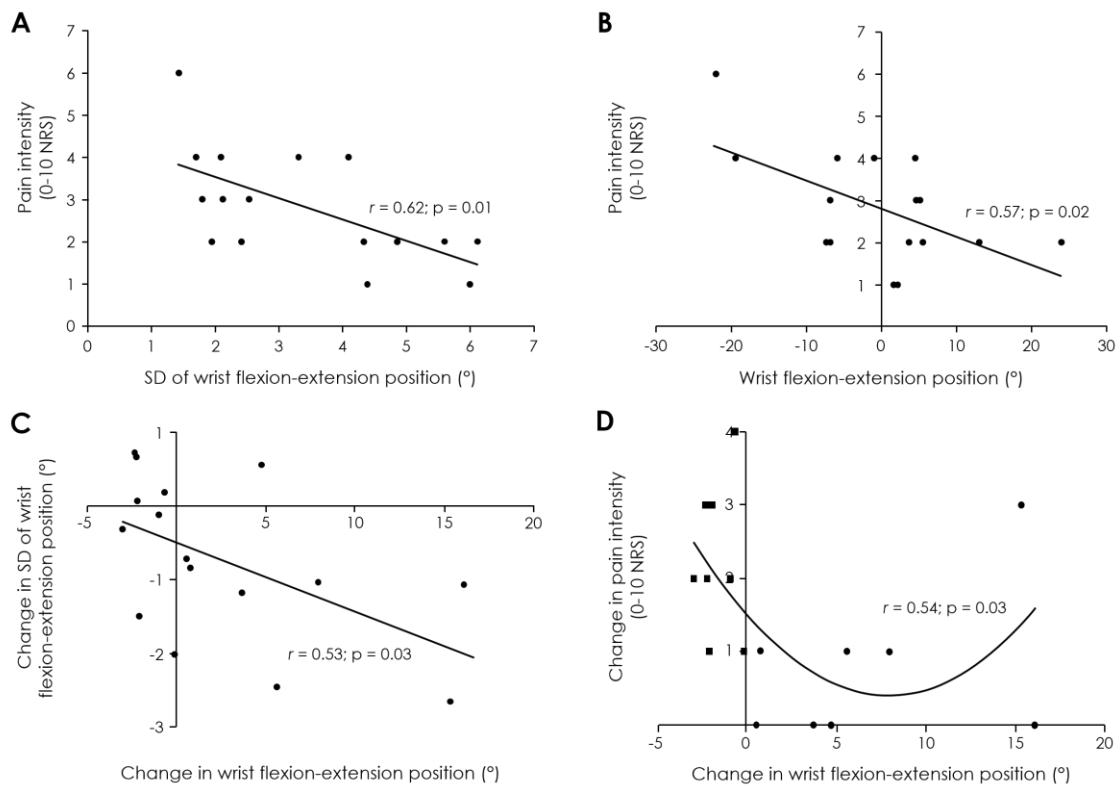 A
Pain intensity
(0-10 NRS)
7
6
5
4
3
2
1
0
0 1 2 3 4 5 6 7
r = 0.62; p = 0.01
SD of wrist flexion-extension position (°)
B
Pain intensity
(0-10 NRS)
7
6
5
4
3
2
1
-30 -20 -10 0 10 20 30
r = 0.57; p = 0.02
Wrist flexion-extension position (°)
C
Change in SD of wrist
flexion-extension position (°)
1
-1
-2
-3
-5 5 10 15 20
r = 0.53; p = 0.03
Change in wrist flexion-extension position (°)
D
Change in pain intensity
(0-10 NRS)
4
3
2
1
-5 0 5 10 15 20
r = 0.54; p = 0.03
Change in wrist flexion-extension position (°)